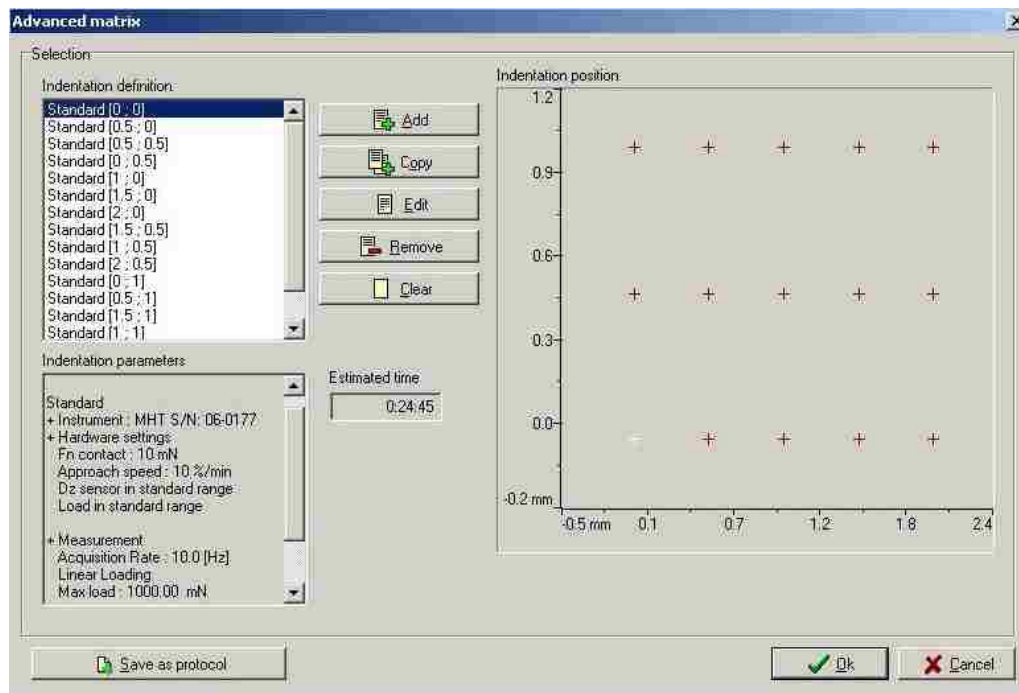 Advanced matrix
Selection
Indentation definition
Standard [0 ; 0]
Standard [0.5 ; 0]
Standard [0.5 ; 0.5]
Standard [0 ; 0.5]
Standard [1 ; 0]
Standard [1.5 ; 0]
Standard [2 ; 0]
Standard [1.5 ; 0.5]
Standard [1 ; 0.5]
Standard [2 ; 0.5]
Standard [0 ; 1]
Standard [0.5 ; 1]
Standard [1.5 ; 1]
Standard [1 ; 1]
Add
Copy
Edit
Remove
Clear
Indentation parameters
Standard
+ Instrument : MHT S/N: 06-0177
+ Hardware settings
Fn contact : 10 mN
Approach speed : 10 %/min
Dz sensor in standard range
Load in standard range
+ Measurement
Acquisition Rate : 10.0 [Hz]
Linear Loading
Max load : 1000.00 mN
Estimated time
0:24:45
Indentation position
1.2
0.9
0.6
0.3
0.0
-0.2 mm
-0.5 mm 0.1 0.7 1.2 1.8 2.4
Save as protocol
Ok
Cancel